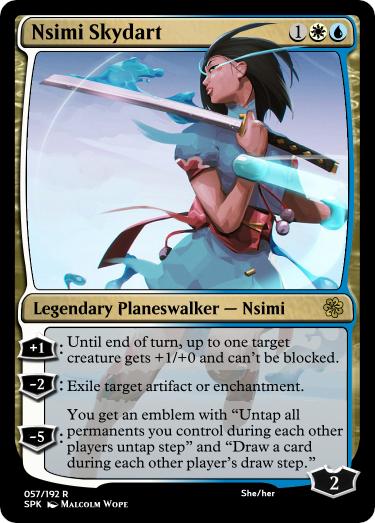 Nsimi Skydart 1
Legendary Planeswalker — Nsimi
+1: Until end of turn, up to one target
creature gets +1/+0 and can't be blocked.
-2: Exile target artifact or enchantment.
-5: You get an emblem with “Untap all
permanents you control during each other
players untap step” and “Draw a card
during each other player's draw step.”
2
057/192 R
She/her
SPK Malcolm Wope